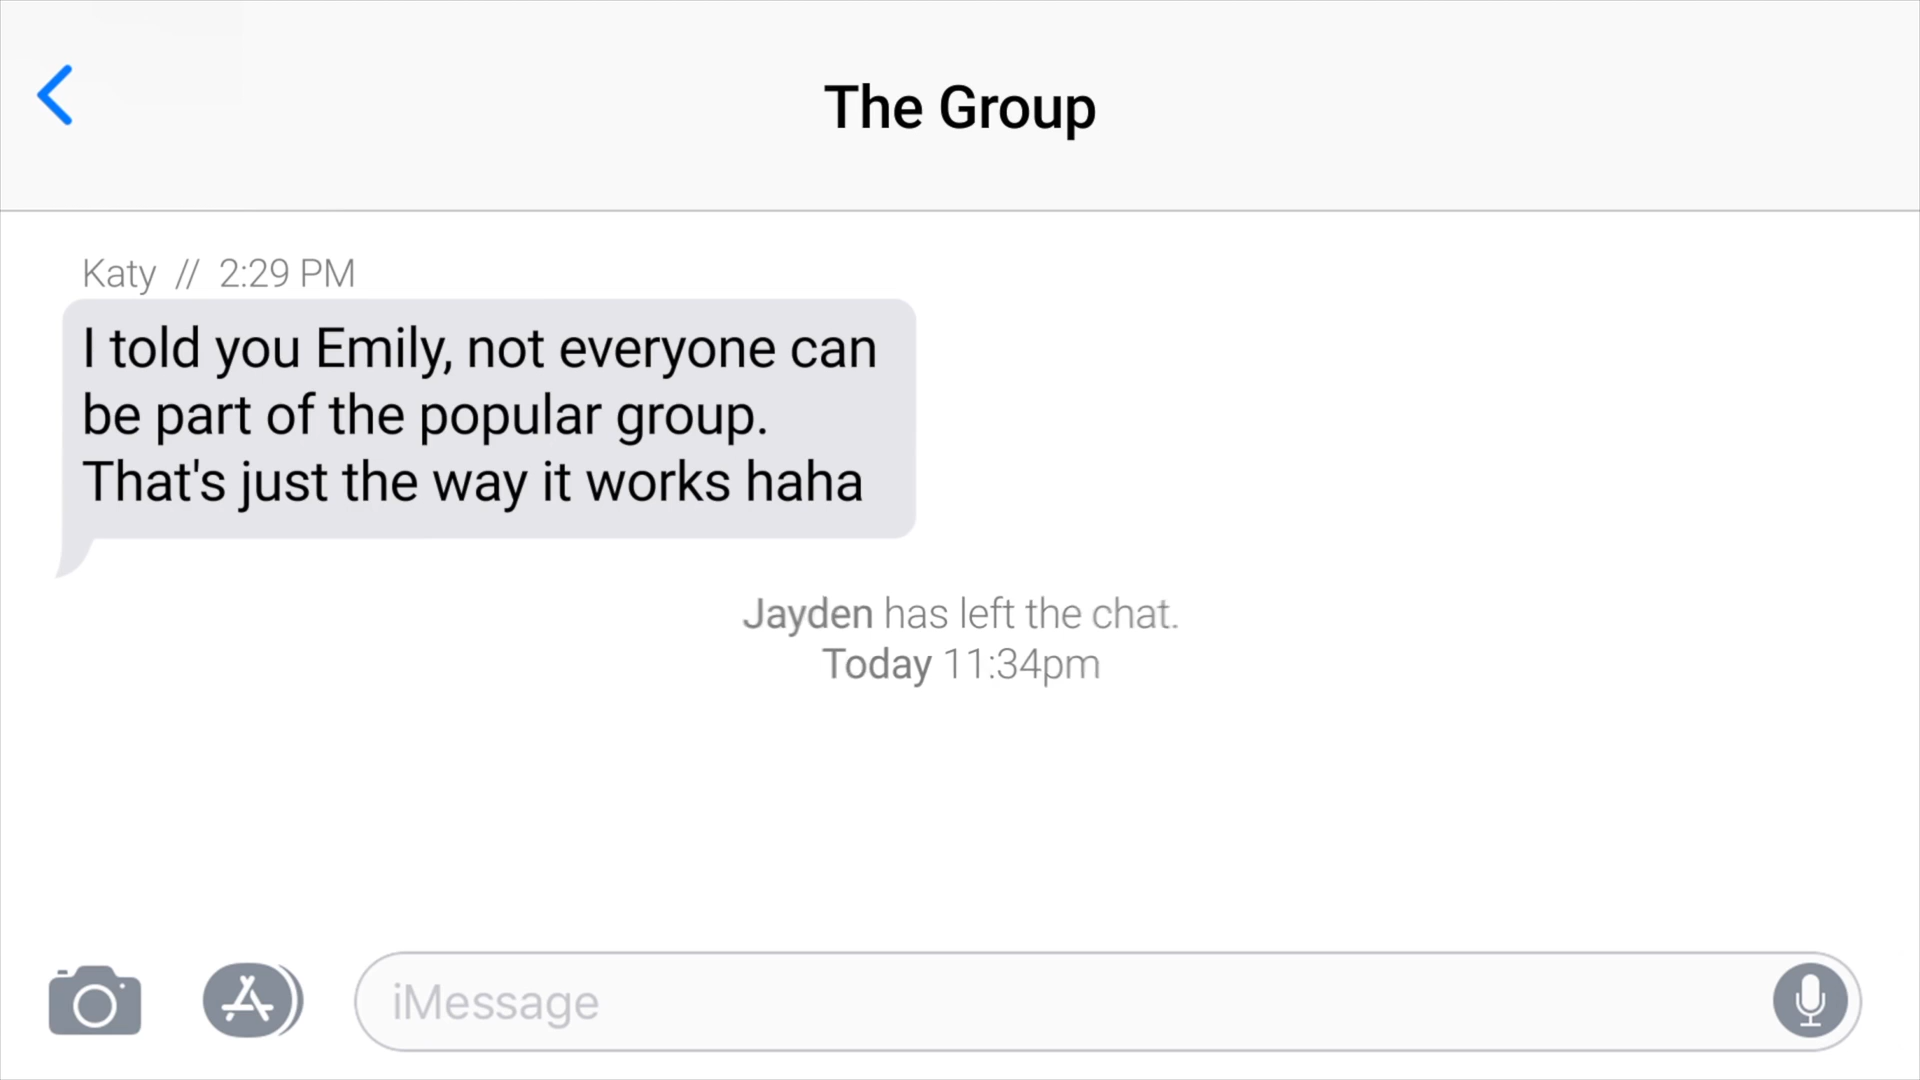 The Group
Katy // 2:29 PM
I told you Emily, not everyone can
be part of the popular group.
That's just the way it works haha
Jayden has left the chat.
Today 11:34pm
iMessage